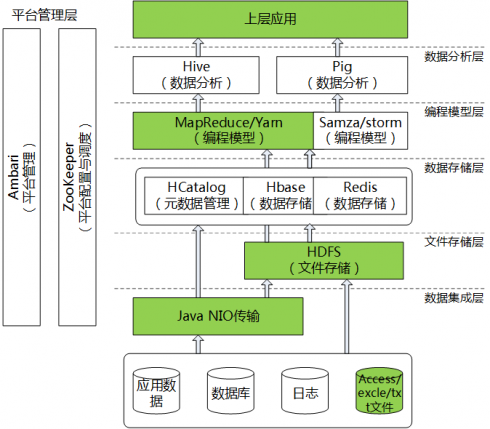 平台管理层
上层应用
数据分析层
Hive
（数据分析）
Pig
（数据分析）
编程模型层
MapReduce/Yarn
（编程模型）
Samza/storm
（编程模型）
数据存储层
HCatalog
（元数据管理）
Hbase
（数据存储）
Redis
（数据存储）
文件存储层
HDFS
（文件存储）
数据集成层
Java NIO传输
应用数
据
数据库
日志
Access/
excle/tx
t文件
Ambari
（平台管理）
ZooKeeper
（平台配置与调度）